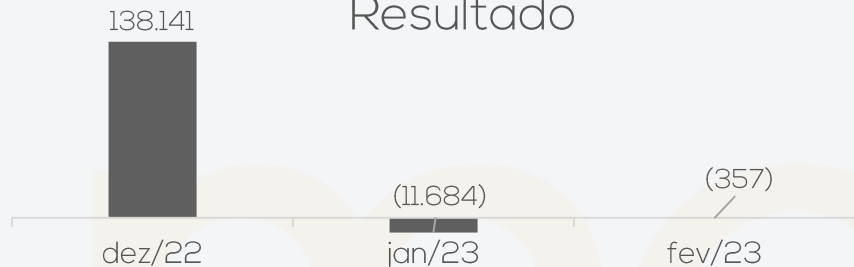 Resultado
138.141
(11.684)
(357)
dez/22
jan/23
fev/23